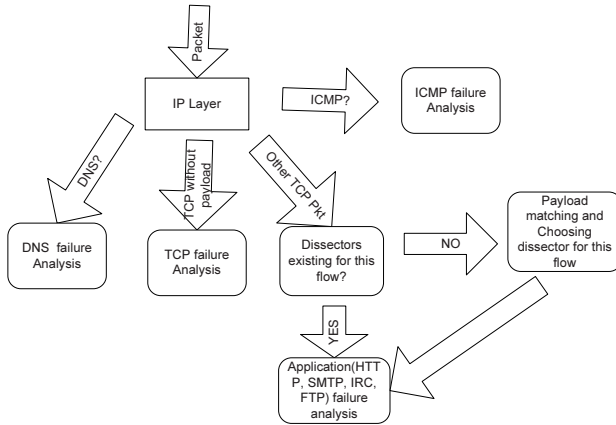 Packet
IP Layer
ICMP?
ICMP failure
Analysis
DNS?
TCP without
payload
Other TCP Pkt
DNS  failure
Analysis
TCP failure
Analysis
Dissectors
existing for this
flow?
NO
Payload
matching and
Choosing
dissector for this
flow
YES
Application(HTT
P, SMTP, IRC,
FTP) failure
analysis